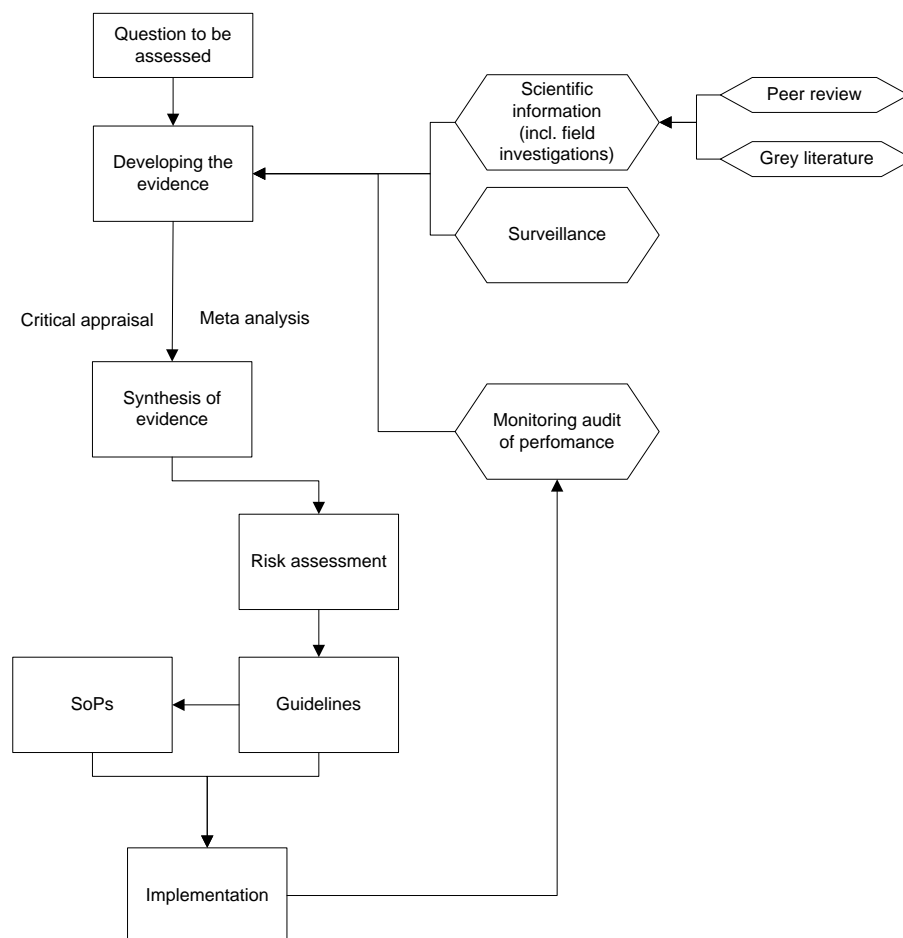 Question to be
assessed
Scientific
information
(incl. field
investigations)
Peer review
Grey literature
Developing the
evidence
Surveillance
Critical appraisal
Meta analysis
Synthesis of
evidence
Monitoring audit
of perfomance
Risk assessment
SoPs
Guidelines
Implementation